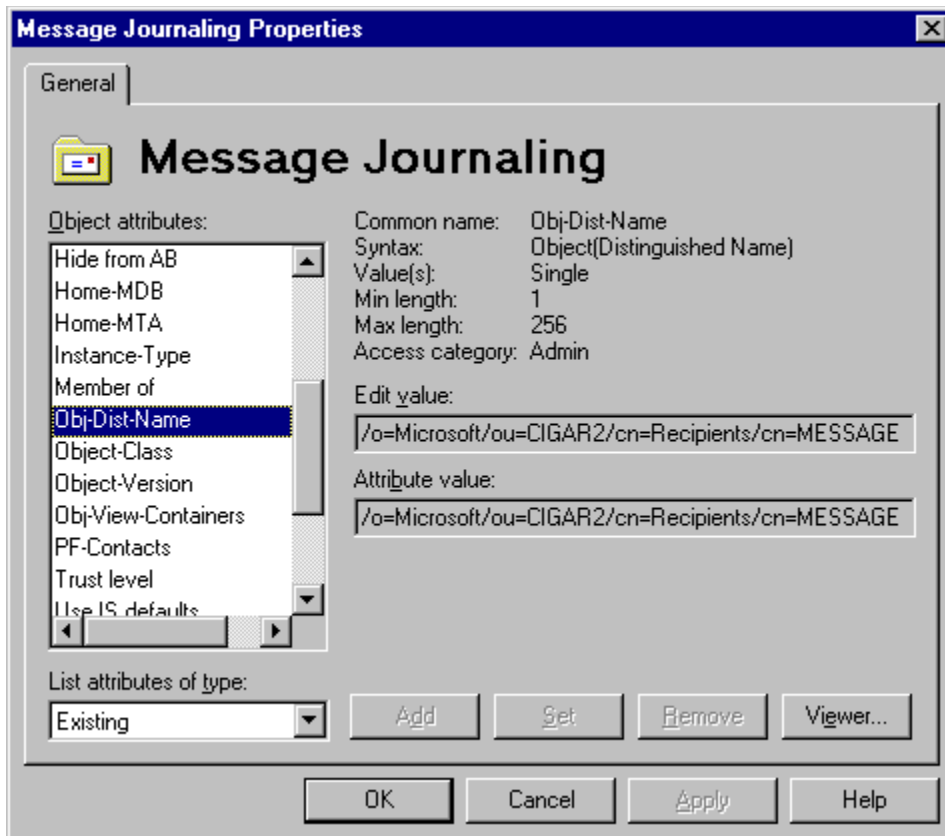 Message Journaling Properties
General
Message Journaling
Object attributes:
Hide from AB
Home-MDB
Home-MTA
Instance-Type
Member of
Obj-Dist-Name
Object-Class
Object-Version
Obj-View-Containers
PF-Contacts
Trust level
Use IS defaults
List attributes of type:
Existing
Common name: Obj-Dist-Name
Syntax: Object(Distinguished Name)
Value(s): Single
Min length: 1
Max length: 256
Access category: Admin
Edit value:
/o=Microsoft/ou=CIGAR2/cn=Recipients/cn=MESSAGE
Attribute value:
/o=Microsoft/ou=CIGAR2/cn=Recipients/cn=MESSAGE
Add Set Remove Viewer...
OK Cancel Apply Help